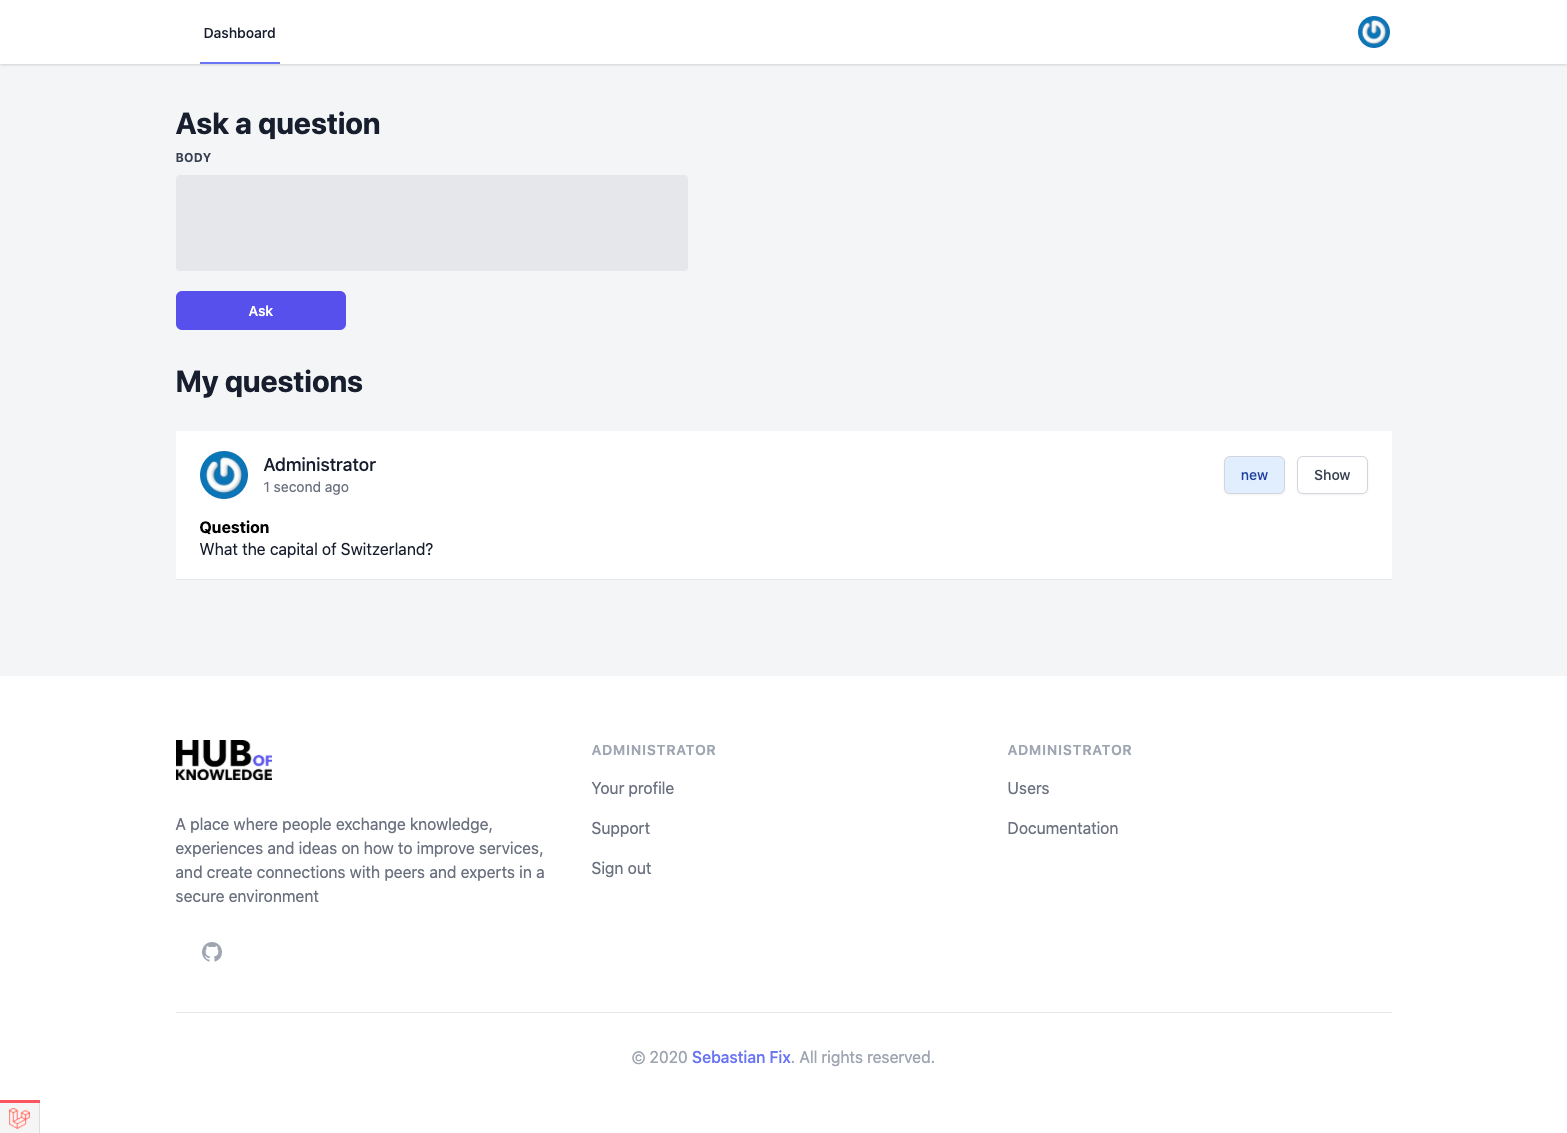 Dashboard
Ask a question
BODY
Ask
My questions
Administrator
1 second ago
new
Show
Question
What the capital of Switzerland?
HUB OF
KNOWLEDGE
A place where people exchange knowledge,
experiences and ideas on how to improve services,
and create connections with peers and experts in a
secure environment
ADMINISTRATOR
Your profile
Support
Sign out
ADMINISTRATOR
Users
Documentation
© 2020 Sebastian Fix. All rights reserved.